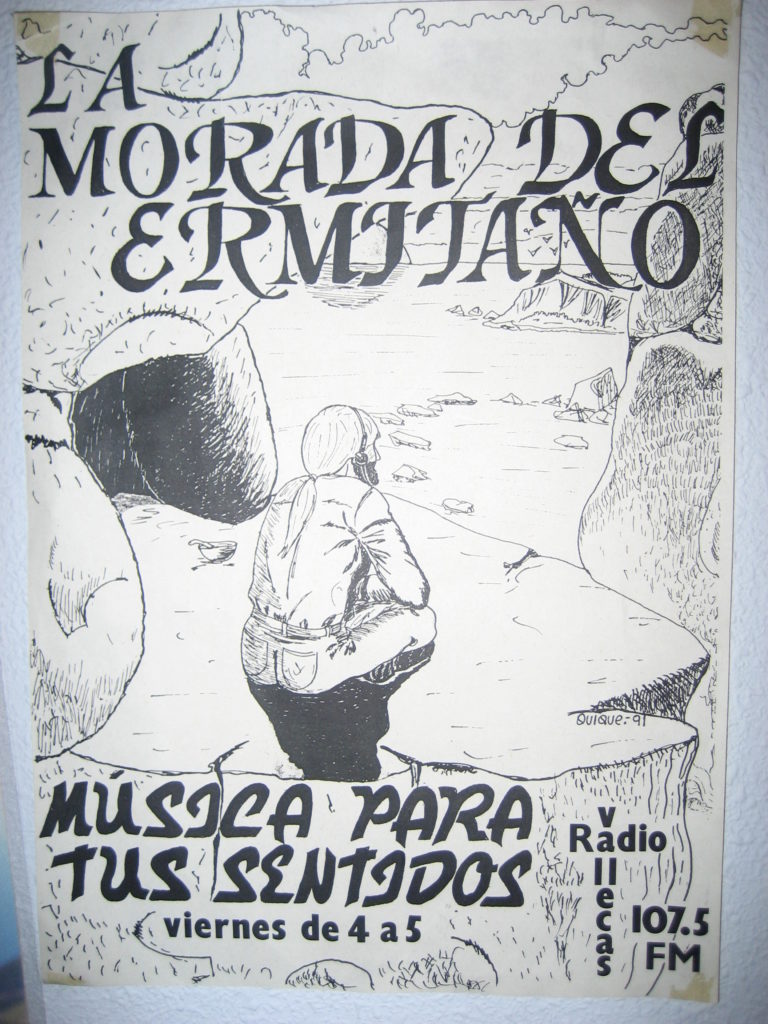 LA
MORADA DEL
ERMITAÑO
QUIQUE-91
MÚSICA PARA
TUS SENTIDOS
viernes de 4 a 5
Radio
vallecas
107.5
FM